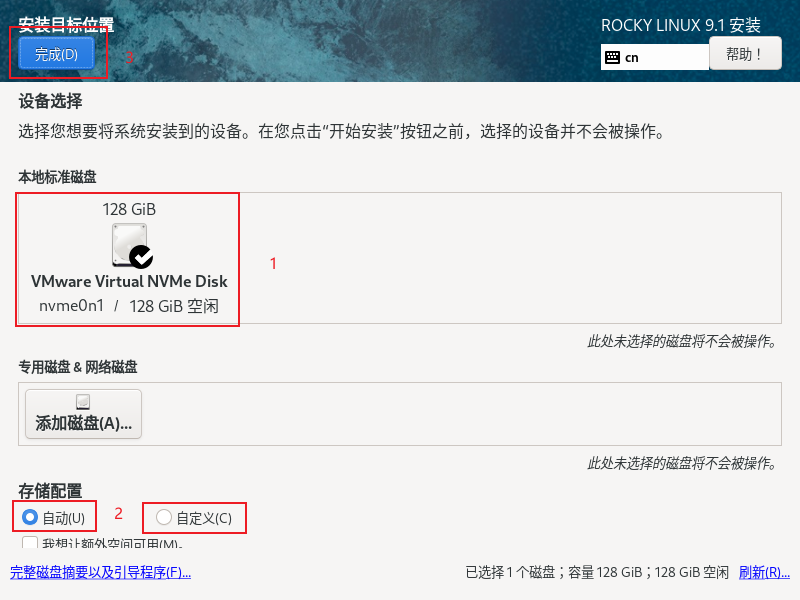 安装目标位置
ROCKY LINUX 9.1 安装
完成(D)
3
cn
帮助！
设备选择
选择您想要将系统安装到的设备。在您点击“开始安装”按钮之前，选择的设备并不会被操作。
本地标准磁盘
128 GiB
VMware Virtual NVMe Disk
nvme0n1 / 128 GiB 空闲
1
此处未选择的磁盘将不会被操作。
专用磁盘 & 网络磁盘
添加磁盘(A)...
此处未选择的磁盘将不会被操作。
存储配置
自动(U)
2
自定义(C)
我想让额外空间可用(M)。
完整磁盘摘要以及引导程序(F)...
已选择 1 个磁盘；容量 128 GiB；128 GiB 空闲
刷新(R)...